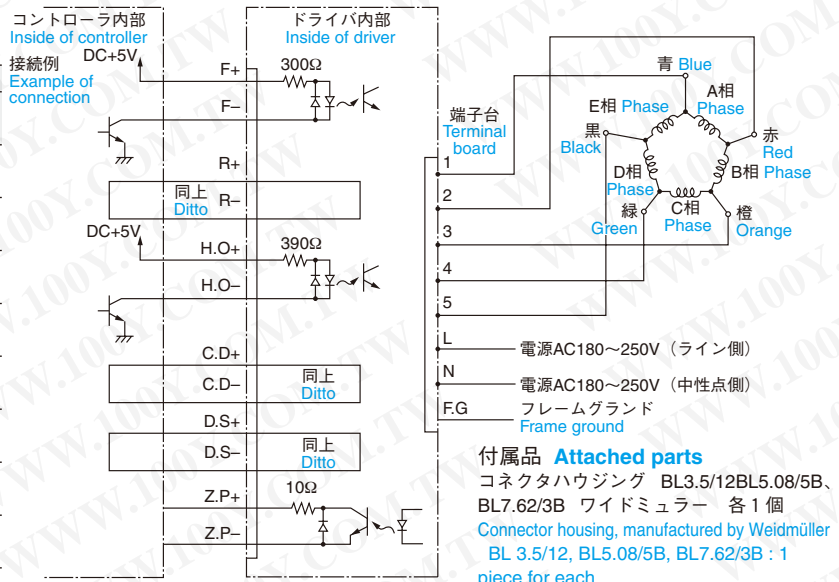 コントローラ内部
Inside of controller
ドライバ内部
Inside of driver
DC+5V
接続例
Example of
connection
F+
300Ω
F−
R+
同上
Ditto
R−
DC+5V
H.O+
390Ω
H.O−
C.D+
C.D−
同上
Ditto
D.S+
D.S−
同上
Ditto
Z.P+
10Ω
Z.P−
端子台
Terminal
board
1
2
3
4
5
L
電源AC180〜250V（ライン側）
N
電源AC180〜250V（中性点側）
F.G
フレームグランド
Frame ground
青 Blue
A相
Phase
E相 Phase
黒
Black
赤
Red
B相 Phase
D相
Phase
C相
Phase
緑
Green
橙
Orange
付属品 Attached parts
コネクタハウジング BL3.5/12BL5.08/5B、
BL7.62/3B ワイドミュラー 各1個
Connector housing, manufactured by Weidmüller
BL 3.5/12, BL5.08/5B, BL7.62/3B : 1
piece for each
WWW.100Y.COM.TW